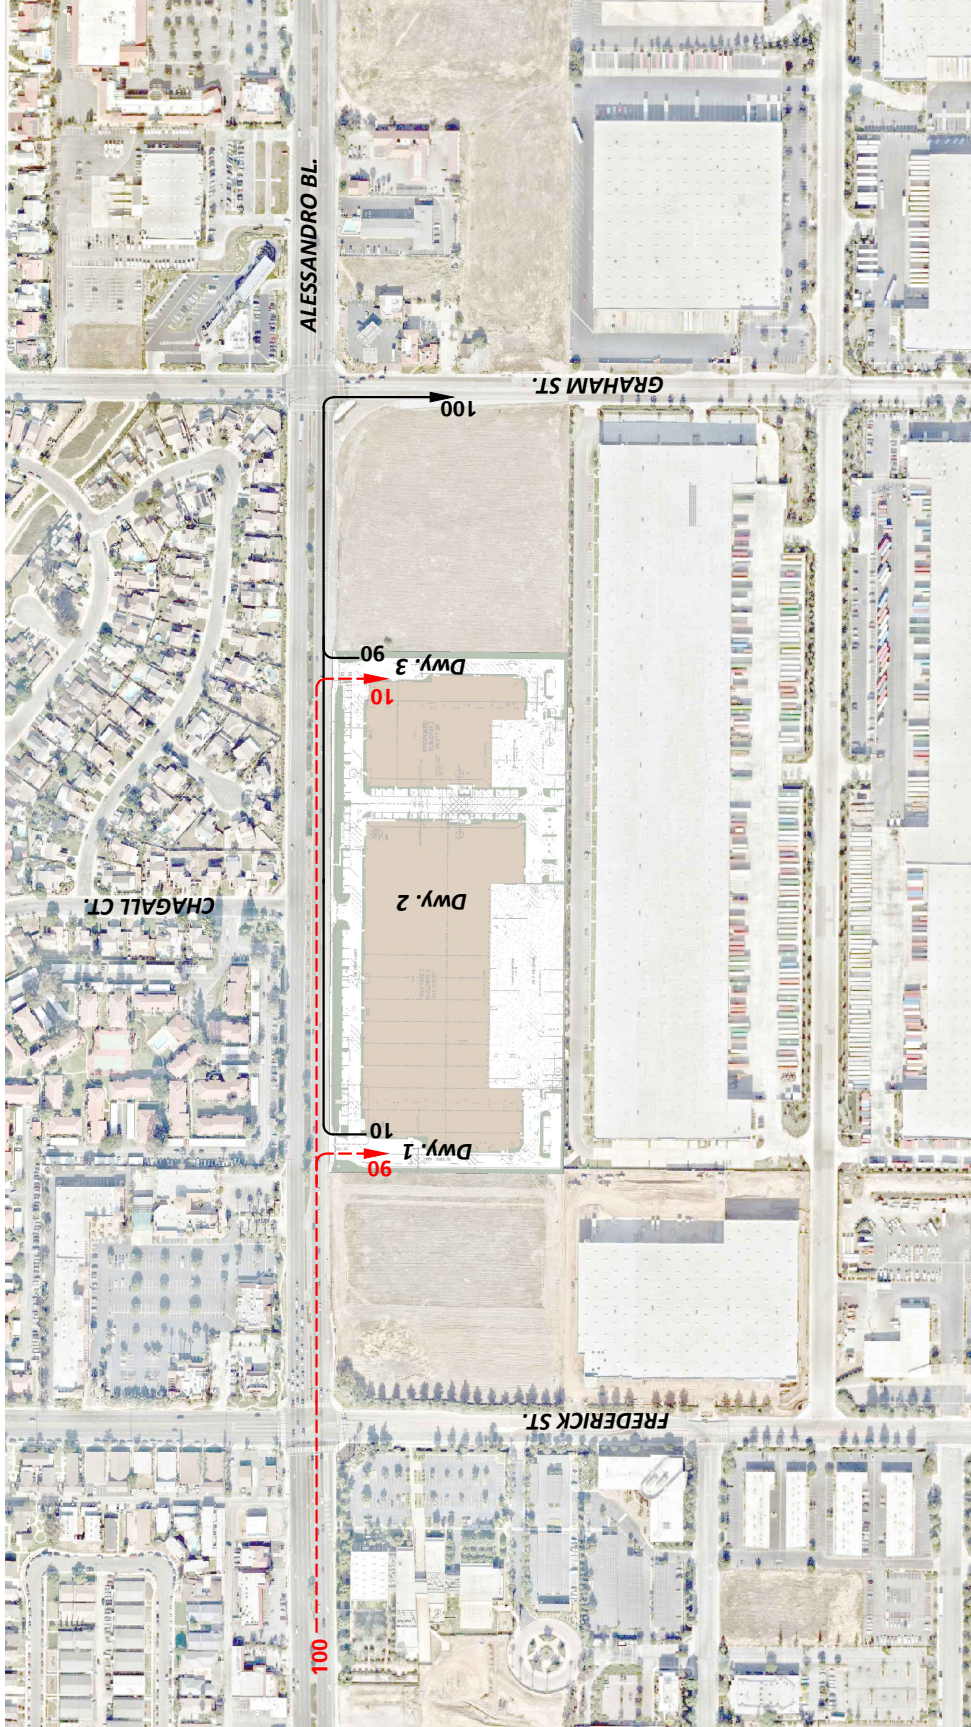 ALESSANDRO BL.
GRAHAM ST.
100
90
Dwy. 3
10
PROPOSED
CHAGALL CT.
Dwy. 2
10
Dwy. 1
90
FREDERICK ST.
100